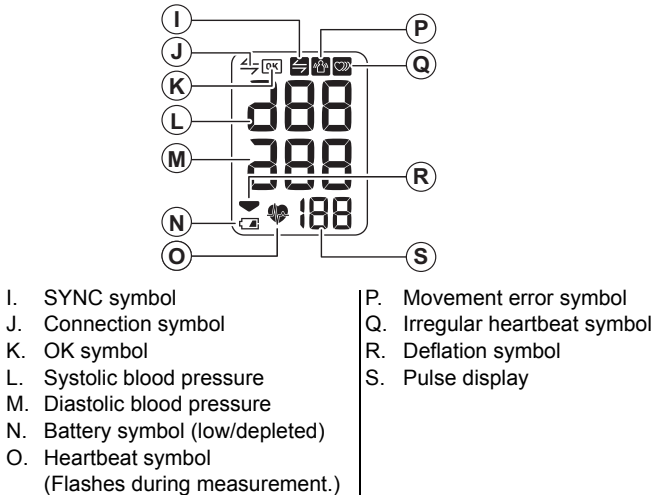 I
J
K
L
M
N
O
P
Q
R
S
OK
d88
288
188
I. SYNC symbol
J. Connection symbol
K. OK symbol
L. Systolic blood pressure
M. Diastolic blood pressure
N. Battery symbol (low/depleted)
O. Heartbeat symbol
(Flashes during measurement.)
P. Movement error symbol
Q. Irregular heartbeat symbol
R. Deflation symbol
S. Pulse display